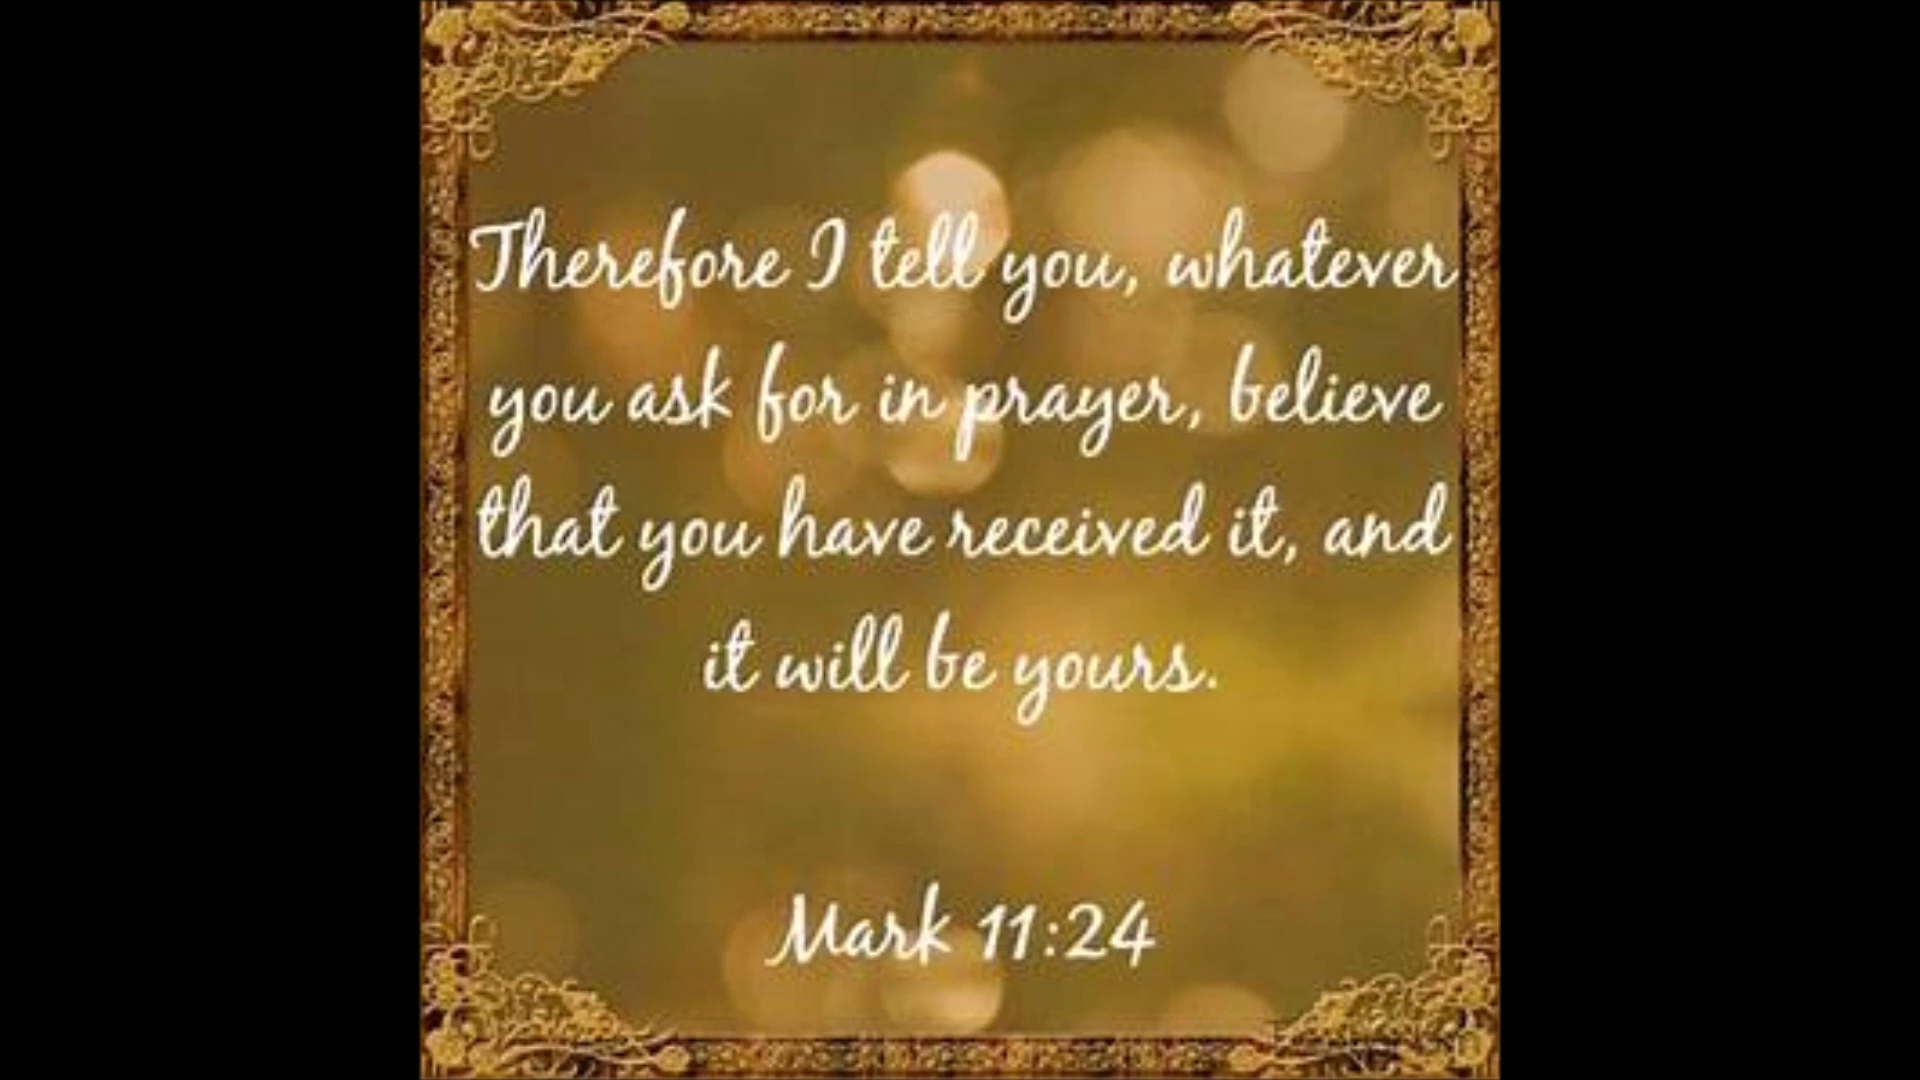 Therefore I tell you, whatever
you ask for in prayer, believe
that you have received it, and
it will be yours.
Mark 11:24